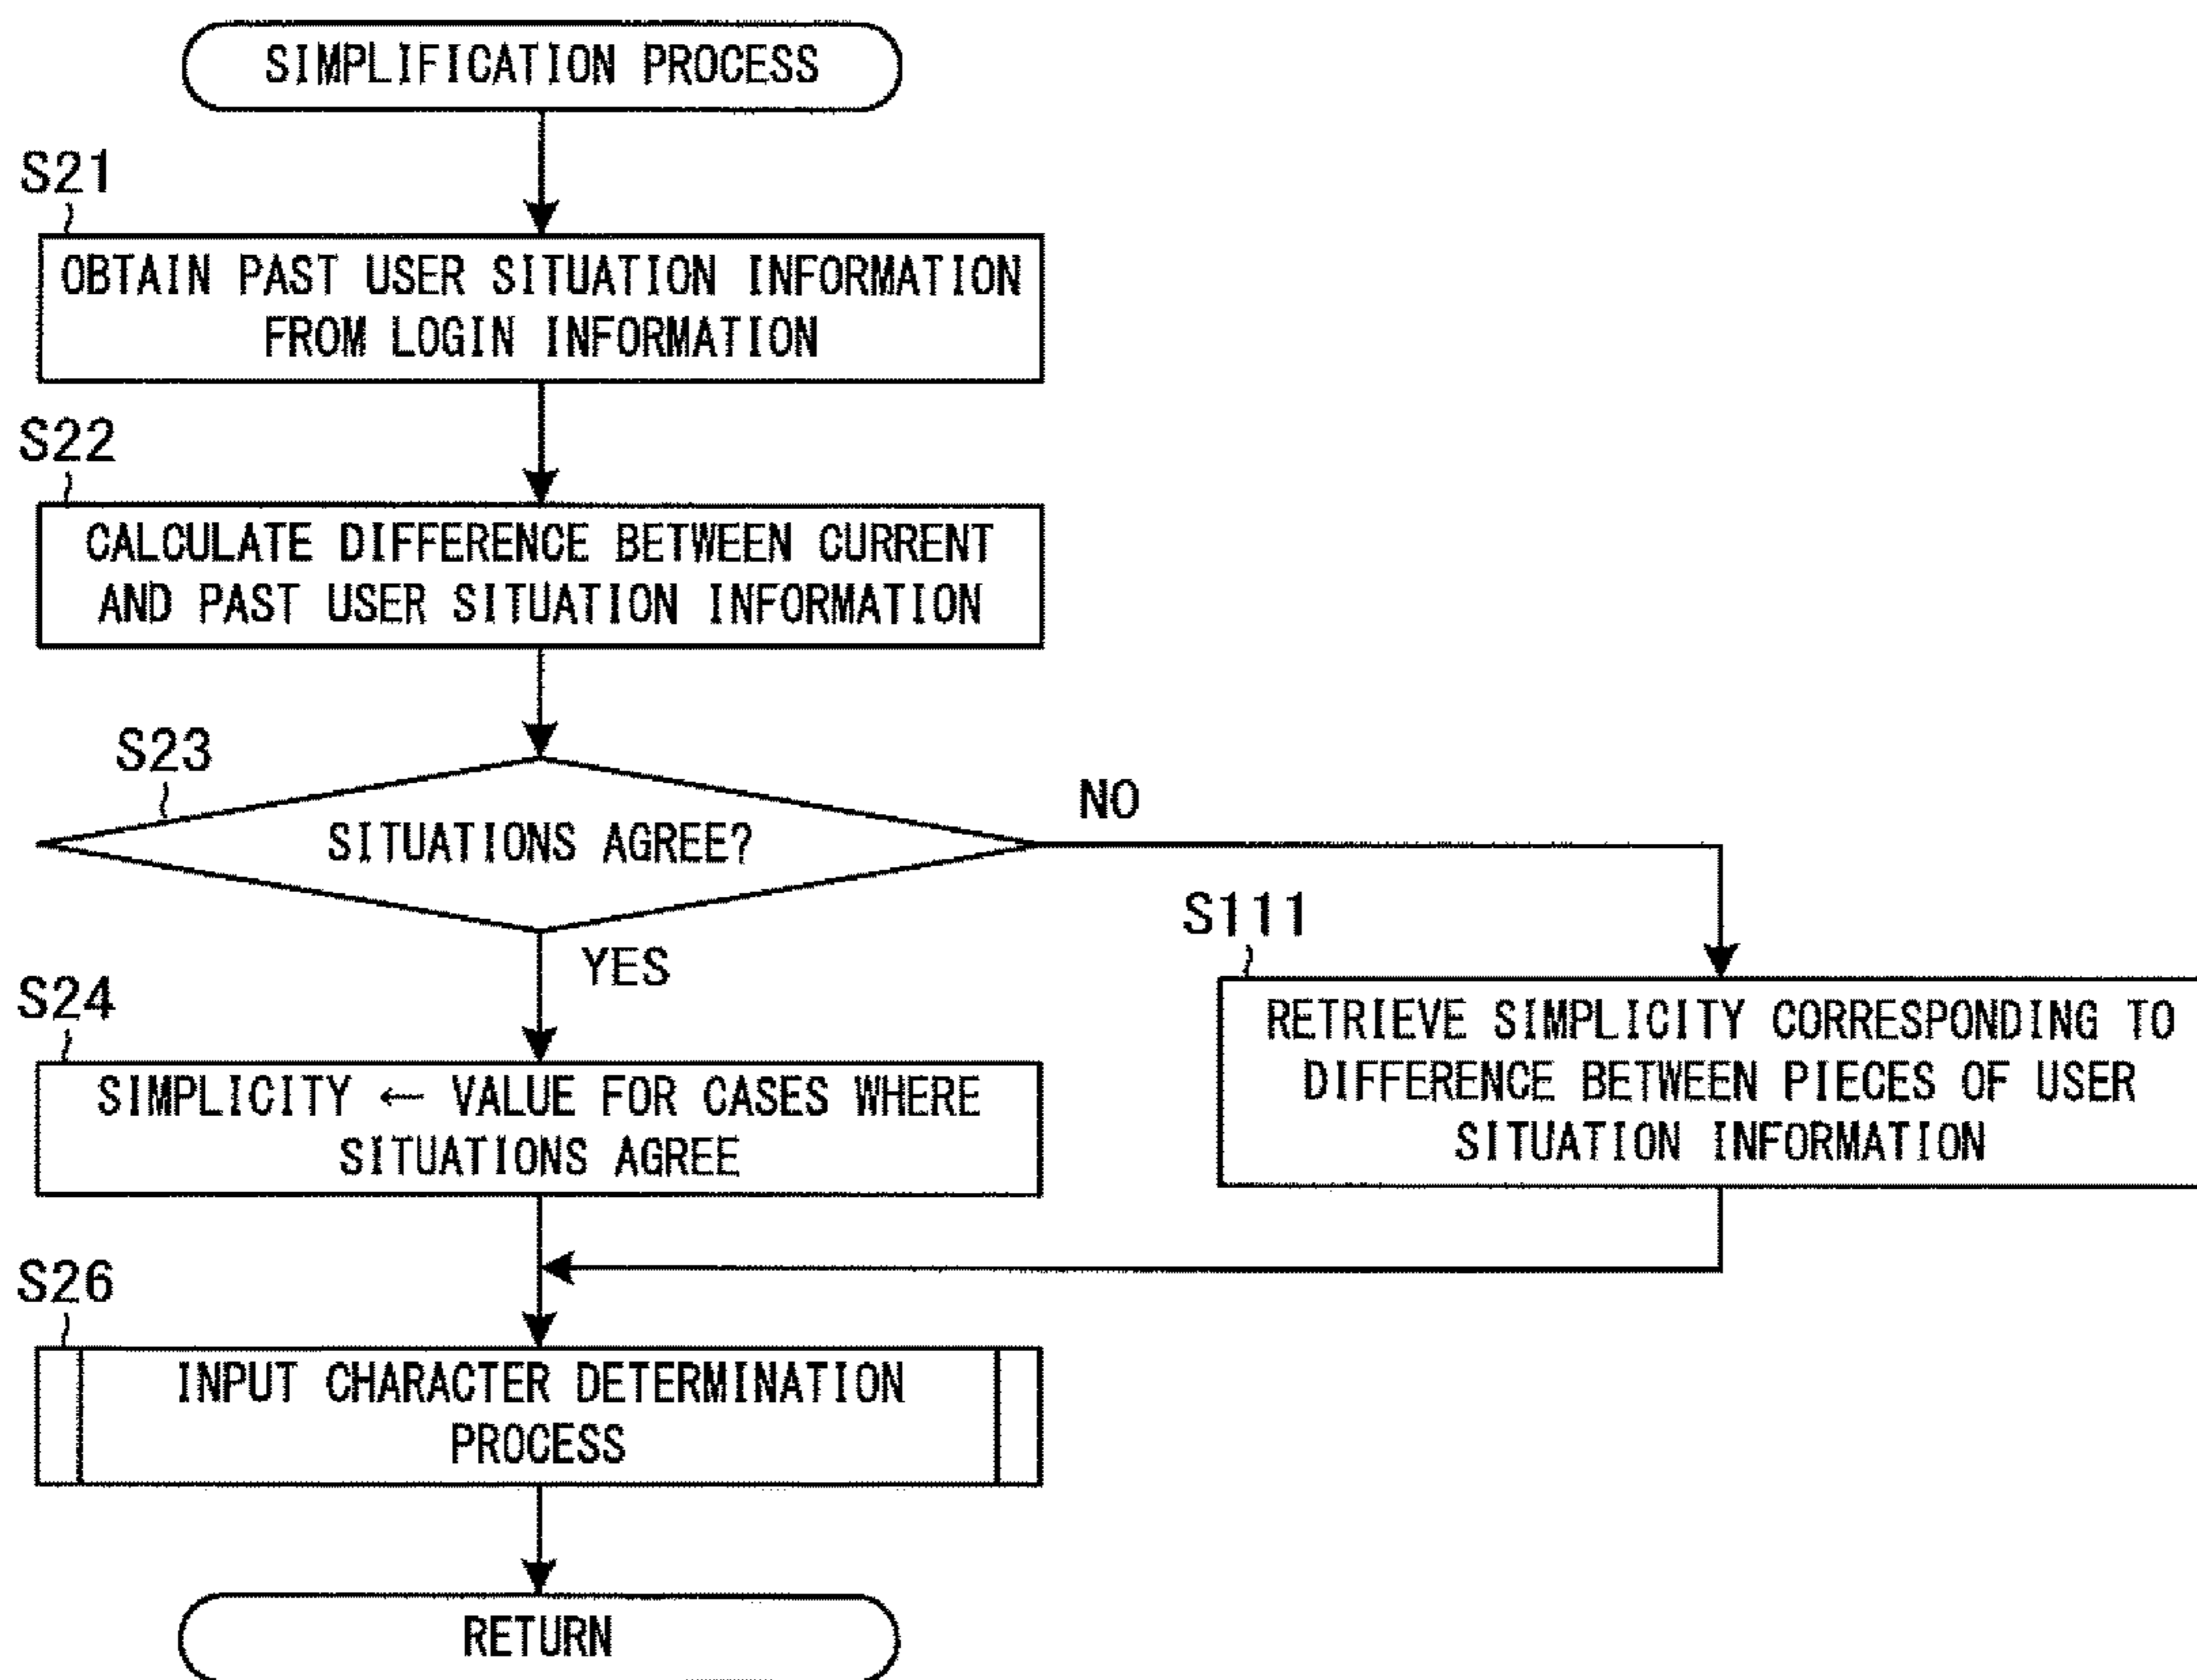 SIMPLIFICATION PROCESS
S21
OBTAIN PAST USER SITUATION INFORMATION
FROM LOGIN INFORMATION
S22
CALCULATE DIFFERENCE BETWEEN CURRENT
AND PAST USER SITUATION INFORMATION
S23
SITUATIONS AGREE?
NO
YES
S111
RETRIEVE SIMPLICITY CORRESPONDING TO
DIFFERENCE BETWEEN PIECES OF USER
SITUATION INFORMATION
S24
SIMPLICITY ← VALUE FOR CASES WHERE
SITUATIONS AGREE
S26
INPUT CHARACTER DETERMINATION
PROCESS
RETURN